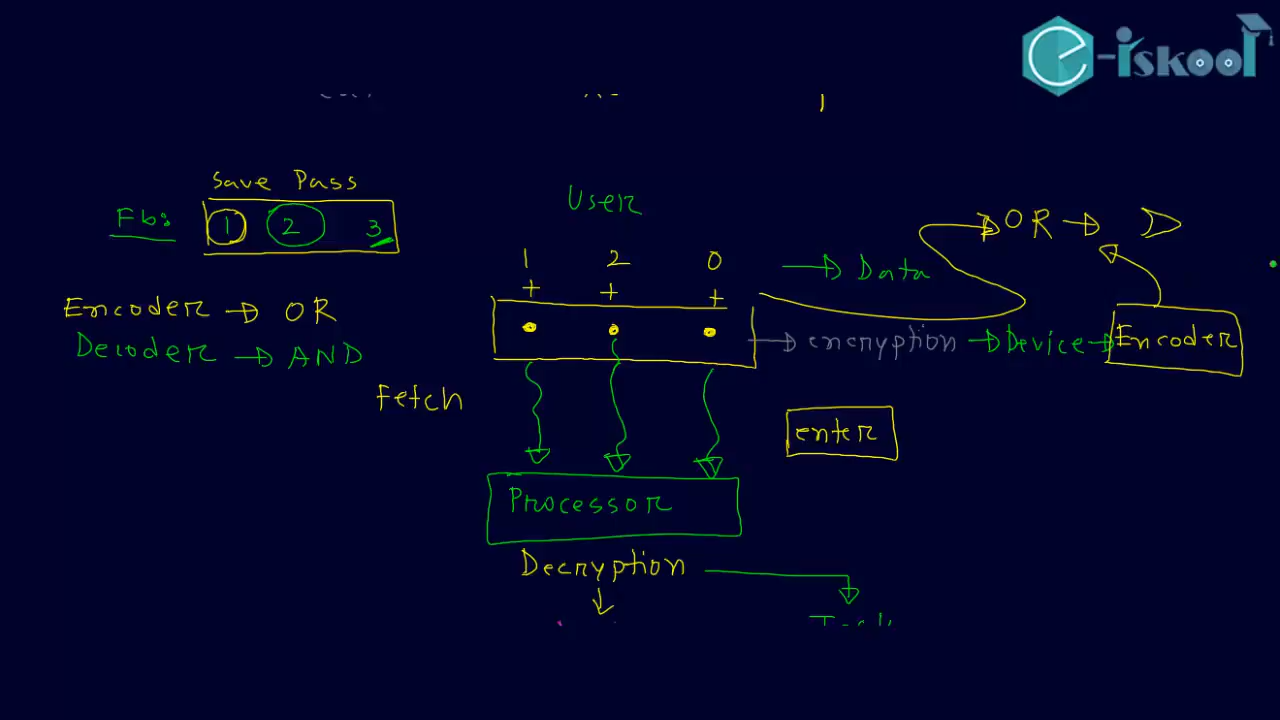 e-iskool
Save Pass
Fb: 1 2 3
User
1 2 0 → Data
+ + +
OR →
Encoder → OR
Decoder → AND
→ encryption → Device → Encoder
Fetch
enter
Processor
Decryption